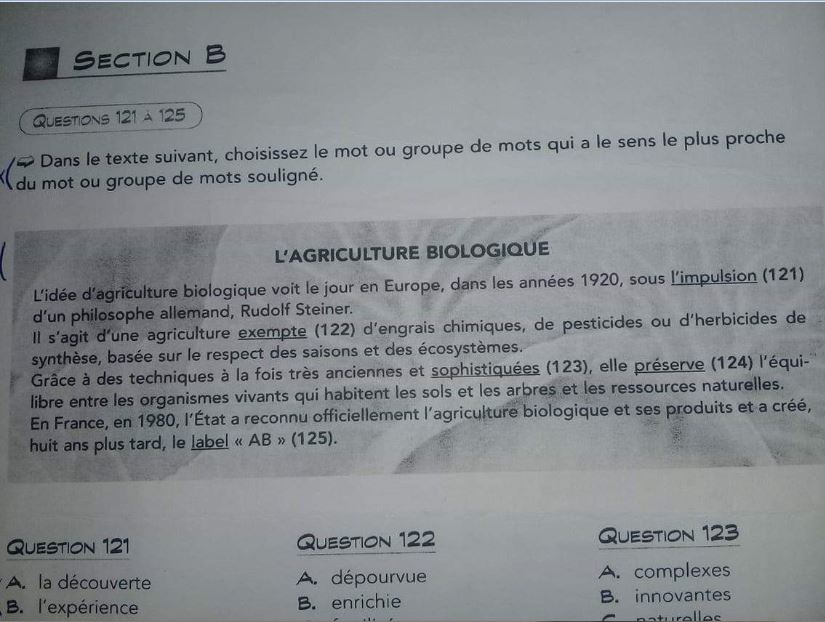 SECTION B
QUESTIONS 121 À 125
Dans le texte suivant, choisissez le mot ou groupe de mots qui a le sens le plus proche
du mot ou groupe de mots souligné.
L'AGRICULTURE BIOLOGIQUE
L'idée d'agriculture biologique voit le jour en Europe, dans les années 1920, sous l'impulsion (121)
d'un philosophe allemand, Rudolf Steiner.
Il s'agit d'une agriculture exempte (122) d'engrais chimiques, de pesticides ou d'herbicides de
synthèse, basée sur le respect des saisons et des écosystèmes.
Grâce à des techniques à la fois très anciennes et sophistiquées (123), elle préserve (124) l'équi-
libre entre les organismes vivants qui habitent les sols et les arbres et les ressources naturelles.
En France, en 1980, l'État a reconnu officiellement l'agriculture biologique et ses produits et a créé,
huit ans plus tard, le label « AB » (125).
QUESTION 121
A. la découverte
B. l'expérience
QUESTION 122
A. dépourvue
B. enrichie
QUESTION 123
A. complexes
B. innovantes
C. naturelles